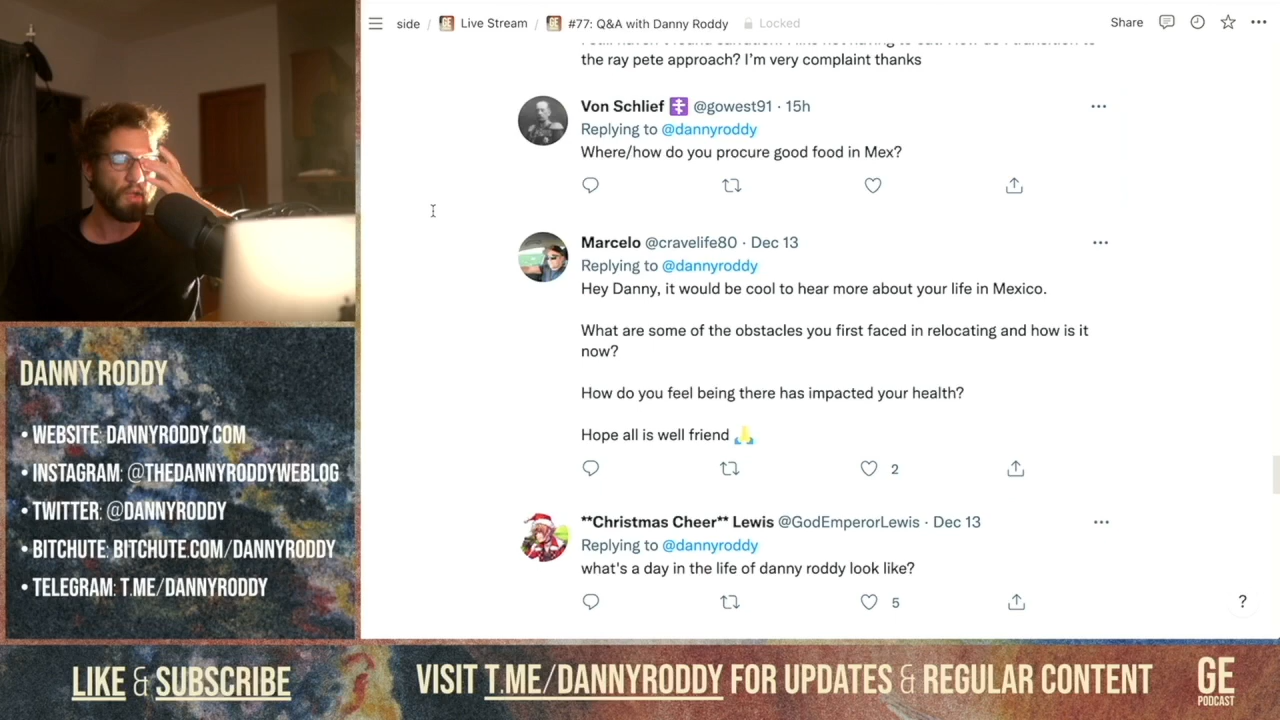 side / Live Stream / #77: Q&A with Danny Roddy Locked
Share
the ray pete approach? I'm very complaint thanks
Von Schlief @gowest91 · 15h
Replying to @dannyroddy
Where/how do you procure good food in Mex?
Marcelo @cravelife80 · Dec 13
Replying to @dannyroddy
Hey Danny, it would be cool to hear more about your life in Mexico.
What are some of the obstacles you first faced in relocating and how is it
now?
How do you feel being there has impacted your health?
Hope all is well friend 🙏
2
**Christmas Cheer** Lewis @GodEmperorLewis · Dec 13
Replying to @dannyroddy
what's a day in the life of danny roddy look like?
5
?
DANNY RODDY
• WEBSITE: DANNYRODDY.COM
• INSTAGRAM: @THEDANNYRODDYWEBLOG
• TWITTER: @DANNYRODDY
• BITCHUTE: BITCHUTE.COM/DANNYRODDY
• TELEGRAM: T.ME/DANNYRODDY
LIKE & SUBSCRIBE
VISIT T.ME/DANNYRODDY FOR UPDATES & REGULAR CONTENT
GE
PODCAST